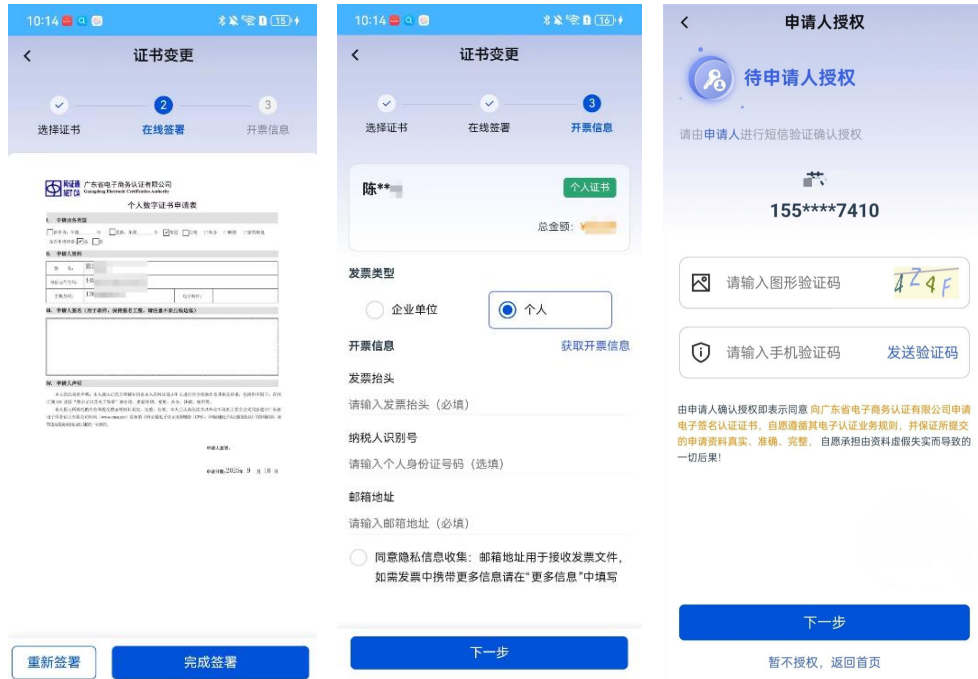 10:14
15
证书变更
2
3
选择证书
在线签署
开票信息
网证通
NET CA
广东省电子商务认证有限公司
Guangdong Electronic Certification Authority
个人数字证书申请表
重新签署
完成签署
10:14
16
证书变更
3
选择证书
在线签署
开票信息
陈**
个人证书
总金额：¥
发票类型
企业单位
个人
开票信息
获取开票信息
发票抬头
请输入发票抬头（必填）
纳税人识别号
请输入个人身份证号码（选填）
邮箱地址
请输入邮箱地址（必填）
同意隐私信息收集：邮箱地址用于接收发票文件，
如需发票中携带更多信息请在“更多信息”中填写
下一步
申请人授权
待申请人授权
请由申请人进行短信验证确认授权
155****7410
请输入图形验证码
4Z4F
请输入手机验证码
发送验证码
由申请人确认授权即表示同意 向广东省电子商务认证有限公司申请
电子签名认证证书，自愿遵循其电子认证业务规则，并保证所提交
的申请资料真实、准确、完整， 自愿承担由资料虚假失实而导致的
一切后果！
下一步
暂不授权，返回首页